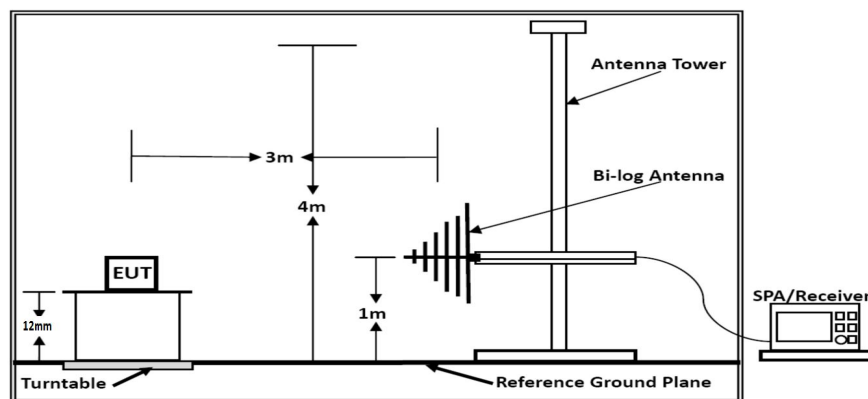 Antenna Tower
3m
Bi-log Antenna
4m
EUT
SPA/Receiver
12mm
1m
Turntable
Reference Ground Plane